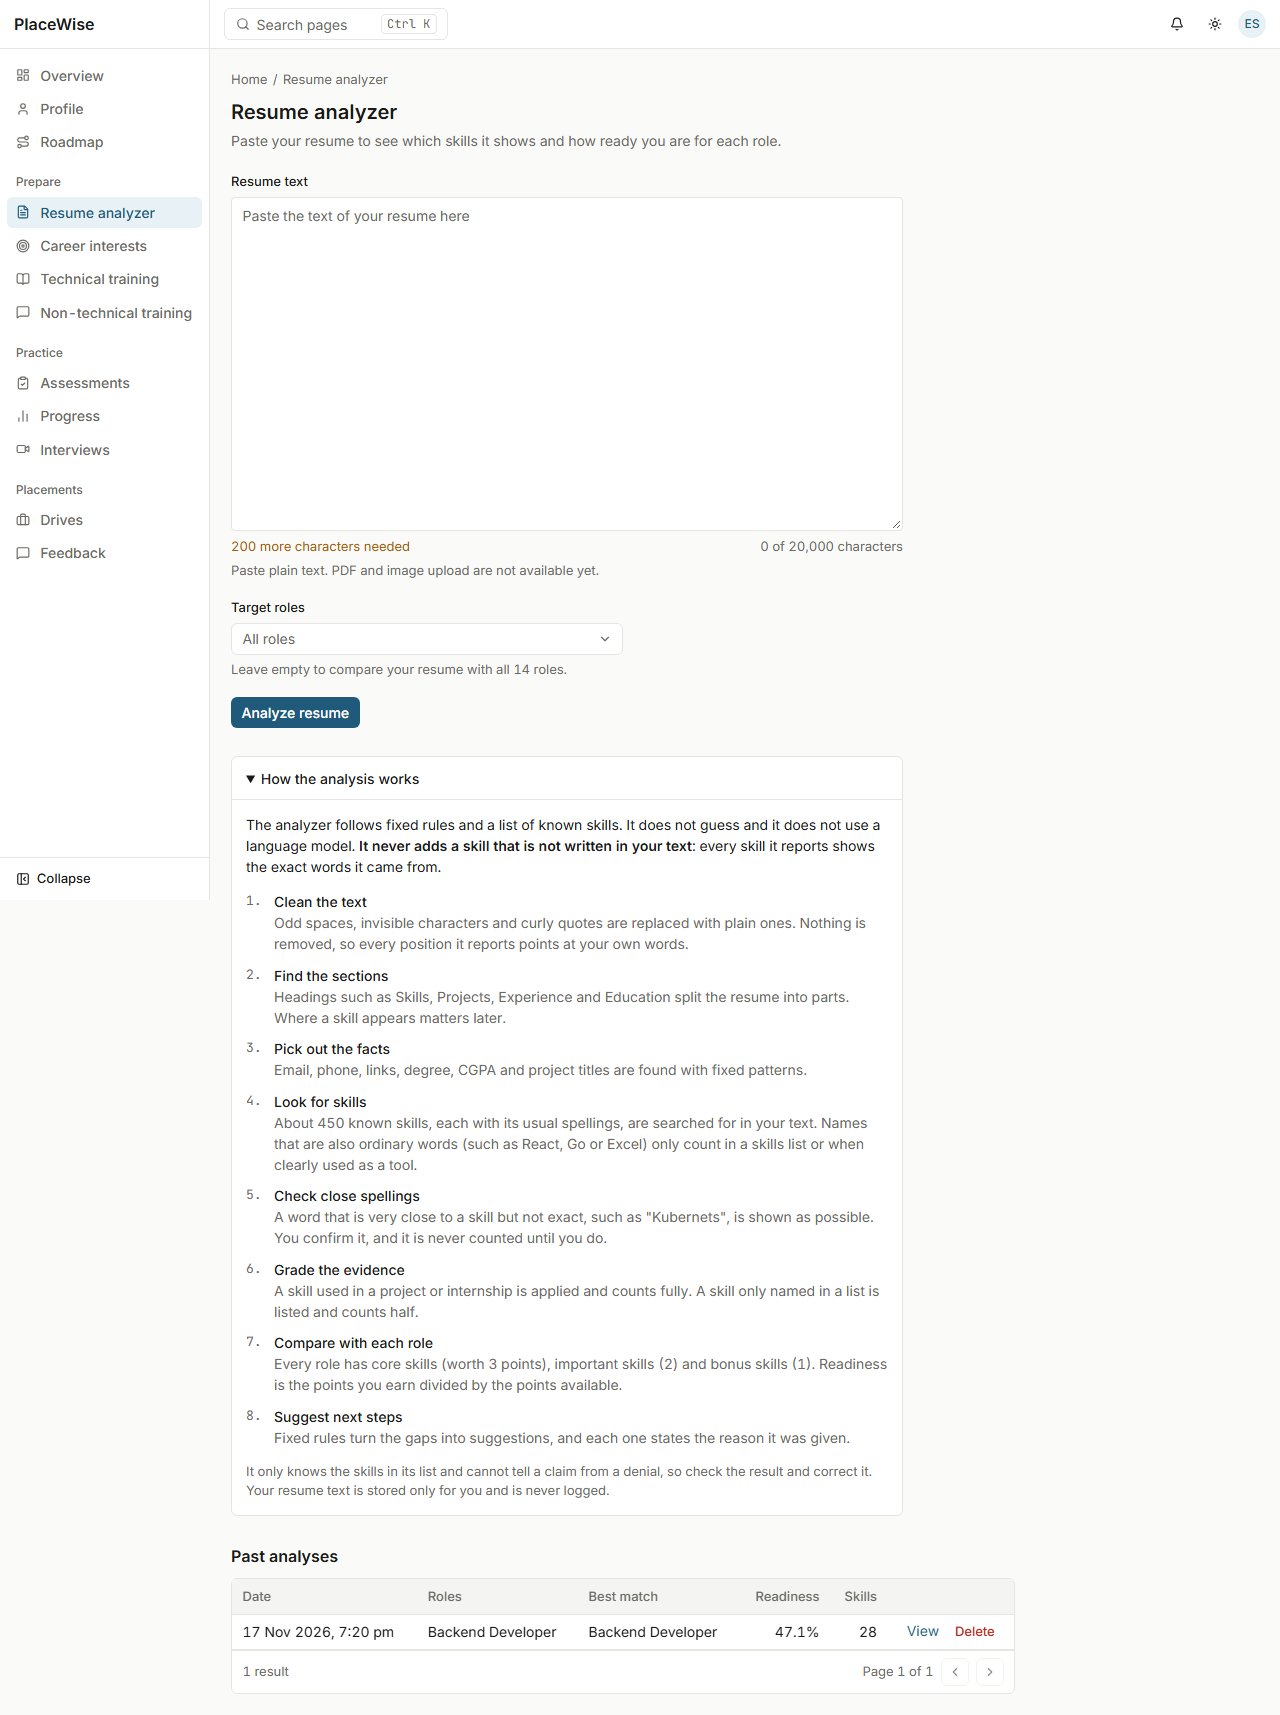 PlaceWise
Search pages
Ctrl K
ES
Overview
Profile
Roadmap
Prepare
Resume analyzer
Career interests
Technical training
Non-technical training
Practice
Assessments
Progress
Interviews
Placements
Drives
Feedback
Collapse
Home / Resume analyzer
Resume analyzer
Paste your resume to see which skills it shows and how ready you are for each role.
Resume text
Paste the text of your resume here
200 more characters needed
0 of 20,000 characters
Paste plain text. PDF and image upload are not available yet.
Target roles
All roles
Leave empty to compare your resume with all 14 roles.
Analyze resume
How the analysis works
The analyzer follows fixed rules and a list of known skills. It does not guess and it does not use a
language model. It never adds a skill that is not written in your text: every skill it reports shows
the exact words it came from.
1. Clean the text
Odd spaces, invisible characters and curly quotes are replaced with plain ones. Nothing is
removed, so every position it reports points at your own words.
2. Find the sections
Headings such as Skills, Projects, Experience and Education split the resume into parts.
Where a skill appears matters later.
3. Pick out the facts
Email, phone, links, degree, CGPA and project titles are found with fixed patterns.
4. Look for skills
About 450 known skills, each with its usual spellings, are searched for in your text. Names
that are also ordinary words (such as React, Go or Excel) only count in a skills list or when
clearly used as a tool.
5. Check close spellings
A word that is very close to a skill but not exact, such as "Kubernets", is shown as possible.
You confirm it, and it is never counted until you do.
6. Grade the evidence
A skill used in a project or internship is applied and counts fully. A skill only named in a list is
listed and counts half.
7. Compare with each role
Every role has core skills (worth 3 points), important skills (2) and bonus skills (1). Readiness
is the points you earn divided by the points available.
8. Suggest next steps
Fixed rules turn the gaps into suggestions, and each one states the reason it was given.
It only knows the skills in its list and cannot tell a claim from a denial, so check the result and correct it.
Your resume text is stored only for you and is never logged.
Past analyses
Date Roles Best match Readiness Skills
17 Nov 2026, 7:20 pm Backend Developer Backend Developer 47.1% 28 View Delete
1 result
Page 1 of 1